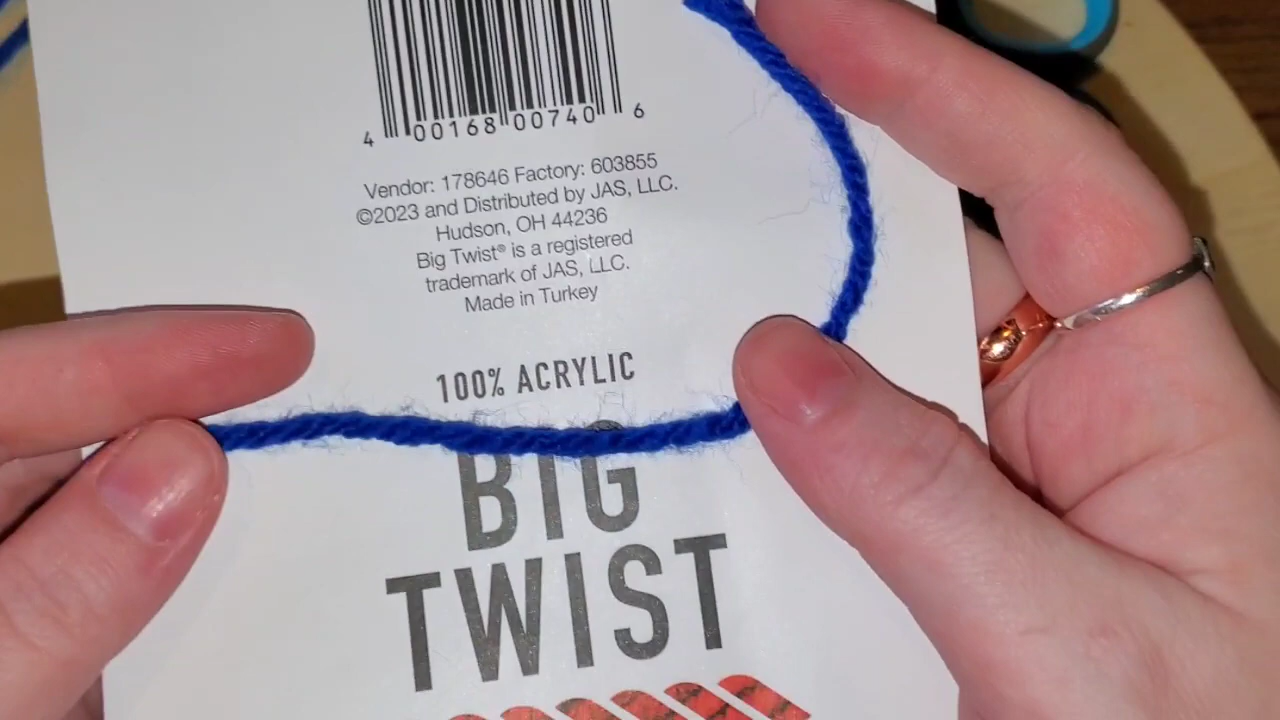 4 00168 00740 6
Vendor: 178646 Factory: 603855
©2023 and Distributed by JAS, LLC.
Hudson, OH 44236
Big Twist® is a registered
trademark of JAS, LLC.
Made in Turkey
100% ACRYLIC
BIG
TWIST